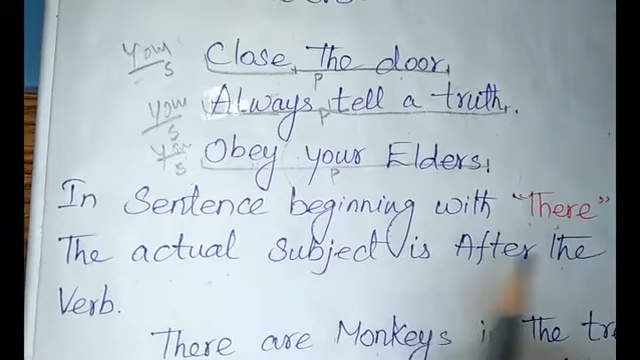 You Close The door,
S P
You Always tell a truth.
S P
You Obey your Elders.
S P
In Sentence beginning with "There"
The actual Subject is After The
Verb.
There are Monkeys in The